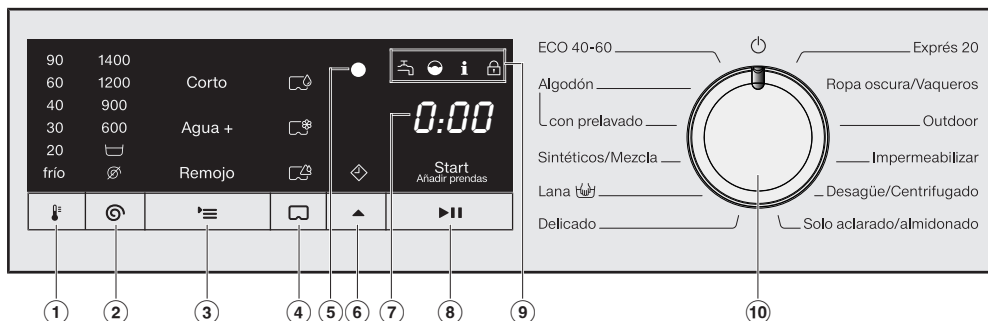 90 1400
60 1200 Corto
40 900
30 600 Agua +
20
frío Remojo
0:00
Start
Añadir prendas
ECO 40-60
Algodón
con prelavado
Sintéticos/Mezcla
Lana
Delicado
Exprés 20
Ropa oscura/Vaqueros
Outdoor
Impermeabilizar
Desagüe/Centrifugado
Solo aclarado/almidonado
1 2 3 4 5 6 7 8 9 10